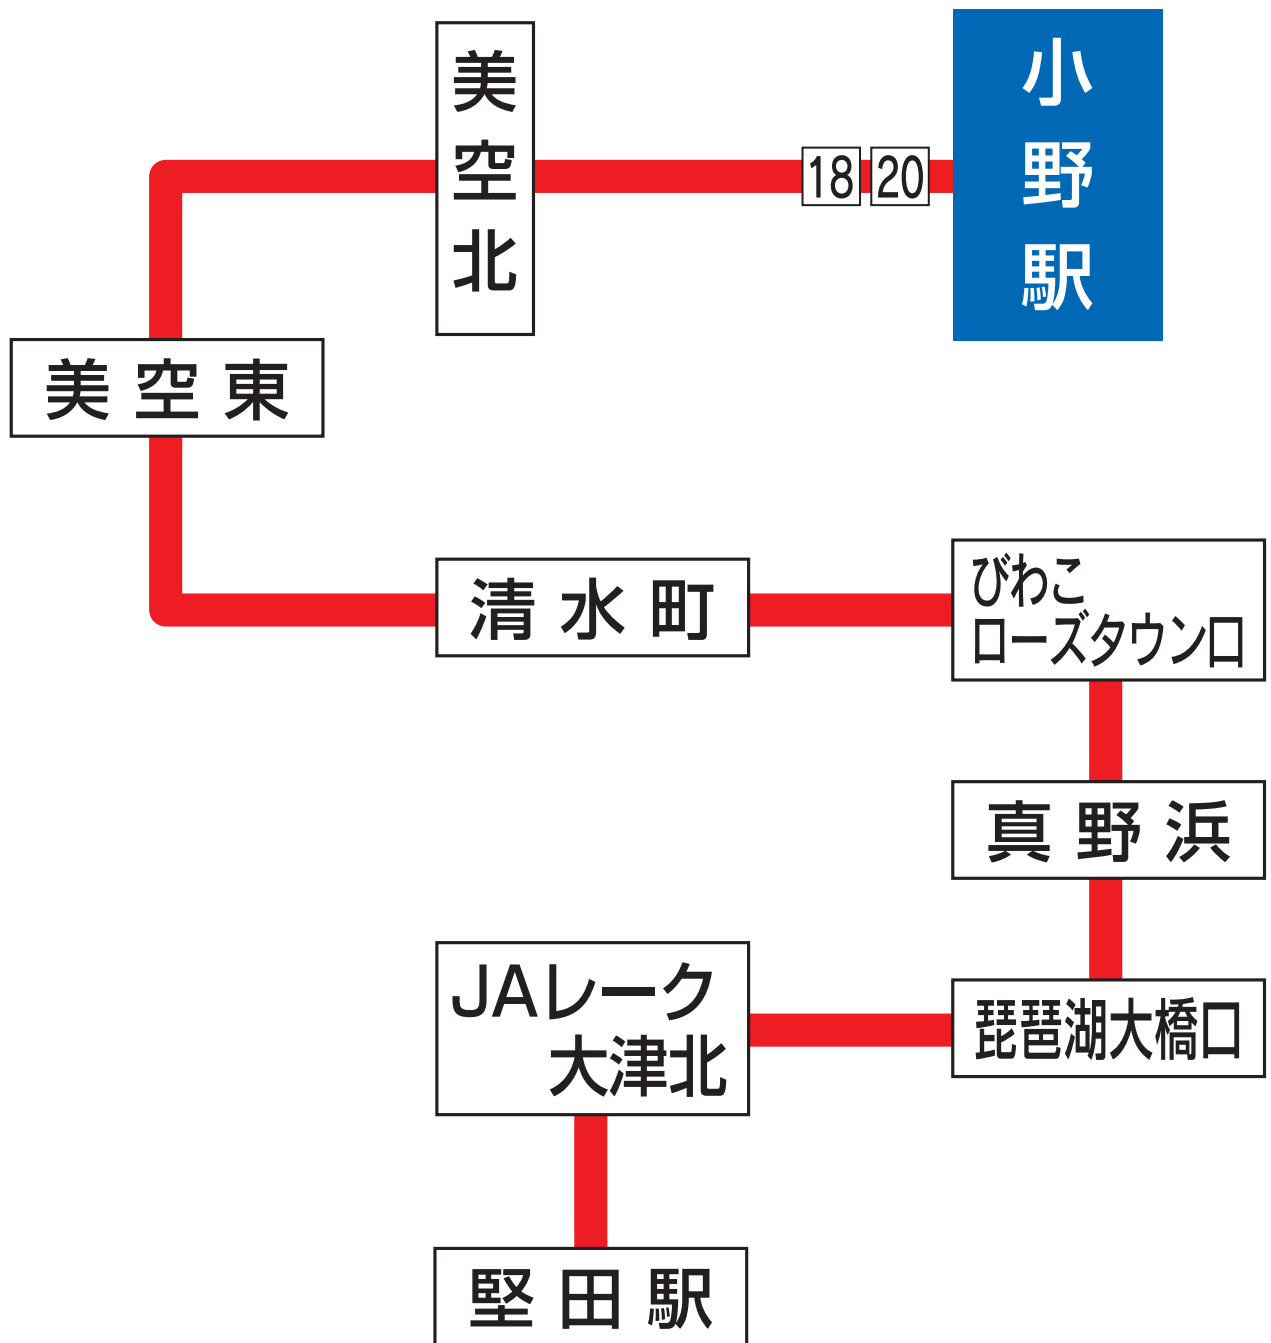 小野駅
20
18
美空北
美空東
清水町
びわこ
ローズタウン口
真野浜
琵琶湖大橋口
JAレーク
大津北
堅田駅